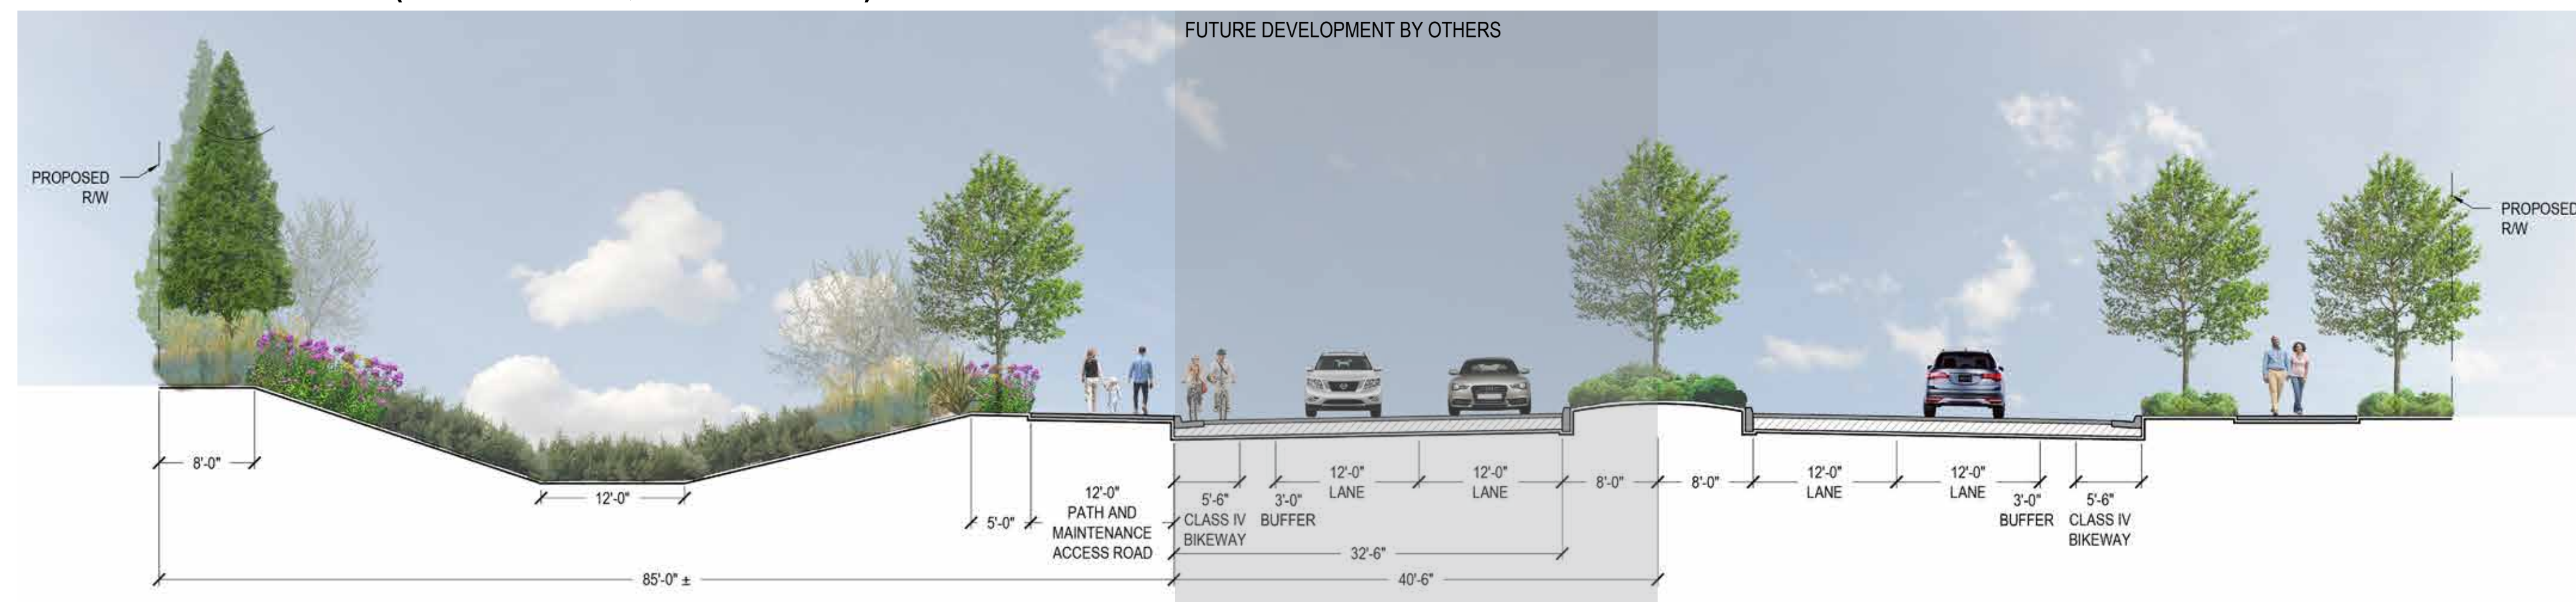 FUTURE DEVELOPMENT BY OTHERS
PROPOSED
R/W
PROPOSED
R/W
8'-0"
12'-0"
5'-0"
12'-0"
PATH AND
MAINTENANCE
ACCESS ROAD
5'-6"
CLASS IV
BIKEWAY
3'-0"
BUFFER
12'-0"
LANE
12'-0"
LANE
8'-0"
8'-0"
12'-0"
LANE
12'-0"
LANE
3'-0"
BUFFER
5'-6"
CLASS IV
BIKEWAY
32'-6"
85'-0" ±
40'-6"